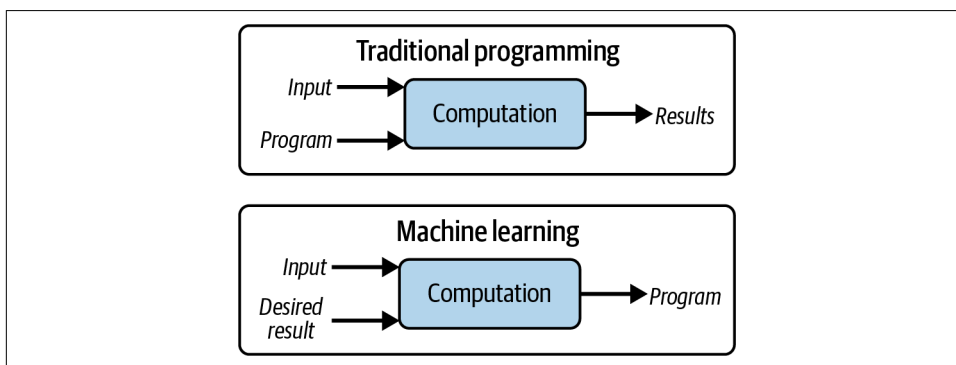 Traditional programming
Input
Program
Computation
Results
Machine learning
Input
Desired
result
Computation
Program